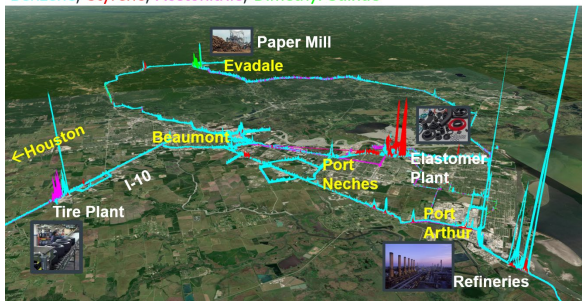 Paper Mill
Evadale
←Houston
Beaumont
I-10
Port
Neches
Elastomer
Plant
Tire Plant
Port
Arthur
Refineries